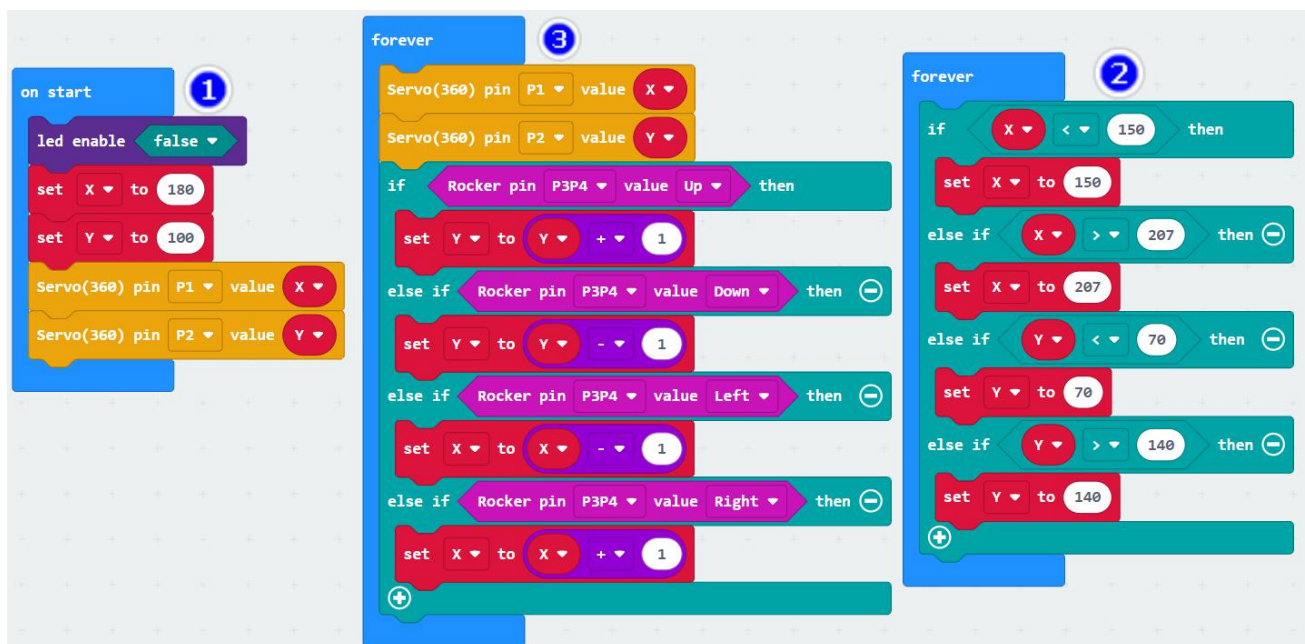 1
on start
led enable false
set X to 180
set Y to 100
Servo(360) pin P1 value X
Servo(360) pin P2 value Y
3
forever
Servo(360) pin P1 value X
Servo(360) pin P2 value Y
if Rocker pin P3P4 value Up then
set Y to Y + 1
else if Rocker pin P3P4 value Down then
set Y to Y - 1
else if Rocker pin P3P4 value Left then
set X to X - 1
else if Rocker pin P3P4 value Right then
set X to X + 1
2
forever
if X < 150 then
set X to 150
else if X > 207 then
set X to 207
else if Y < 70 then
set Y to 70
else if Y > 140 then
set Y to 140